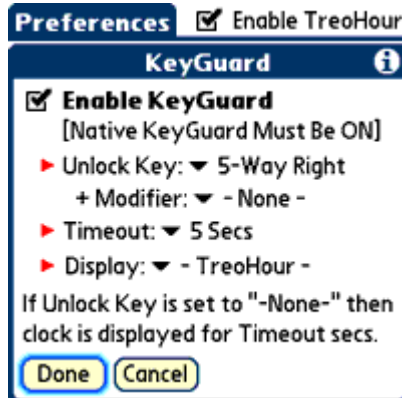 Preferences Enable TreoHour
KeyGuard
Enable KeyGuard
[Native KeyGuard Must Be ON]
Unlock Key: 5-Way Right
+ Modifier: - None -
Timeout: 5 Secs
Display: - TreoHour -
If Unlock Key is set to "-None-" then
clock is displayed for Timeout secs.
Done Cancel